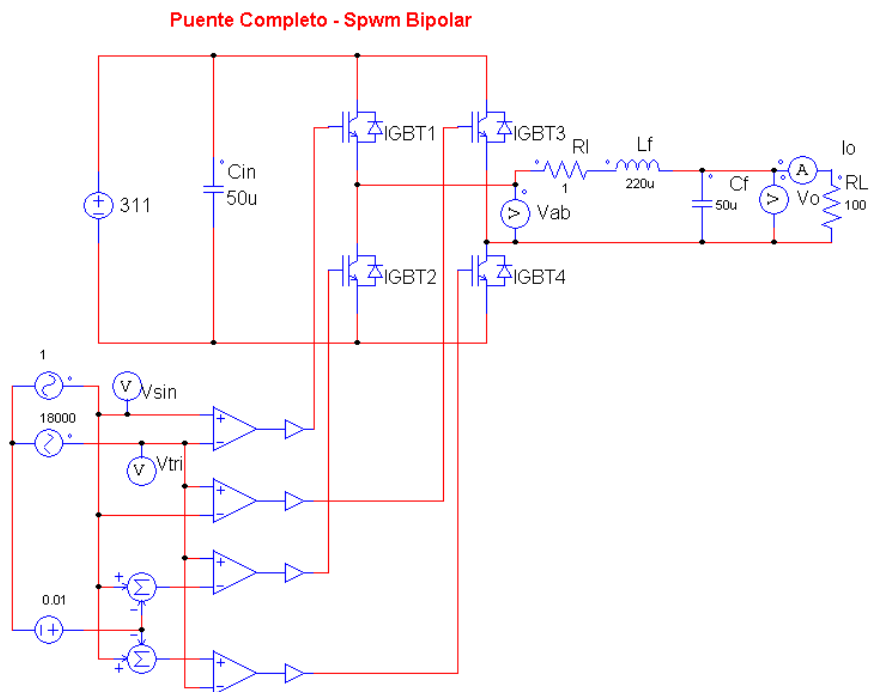 Puente Completo - Spwm Bipolar
IGBT1
IGBT3
Rl
Lf
Io
Cin
50u
1
220u
Cf
A
RL
311
50u
V
Vo
100
V
Vab
IGBT2
IGBT4
1
V
Vsin
18000
V
Vtri
0.01